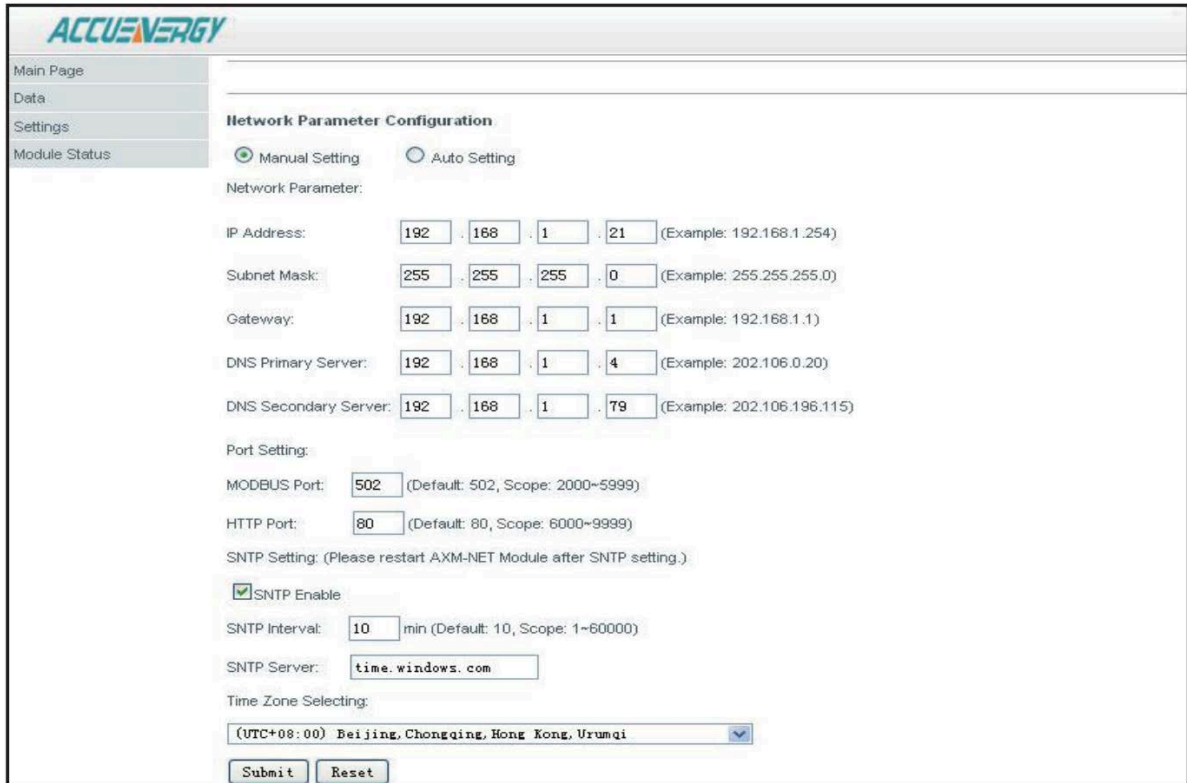 ACCUENERGY
Main Page
Data
Settings
Module Status
Network Parameter Configuration
Manual Setting Auto Setting
Network Parameter:
IP Address: 192 . 168 . 1 . 21 (Example: 192.168.1.254)
Subnet Mask: 255 . 255 . 255 . 0 (Example: 255.255.255.0)
Gateway: 192 . 168 . 1 . 1 (Example: 192.168.1.1)
DNS Primary Server: 192 . 168 . 1 . 4 (Example: 202.106.0.20)
DNS Secondary Server: 192 . 168 . 1 . 79 (Example: 202.106.196.115)
Port Setting:
MODBUS Port: 502 (Default: 502, Scope: 2000~5999)
HTTP Port: 80 (Default: 80, Scope: 6000~9999)
SNTP Setting: (Please restart AXM-NET Module after SNTP setting.)
SNTP Enable
SNTP Interval: 10 min (Default: 10, Scope: 1~60000)
SNTP Server: time.windows.com
Time Zone Selecting:
(UTC+08:00) Beijing,Chongqing,Hong Kong,Urumqi
Submit Reset